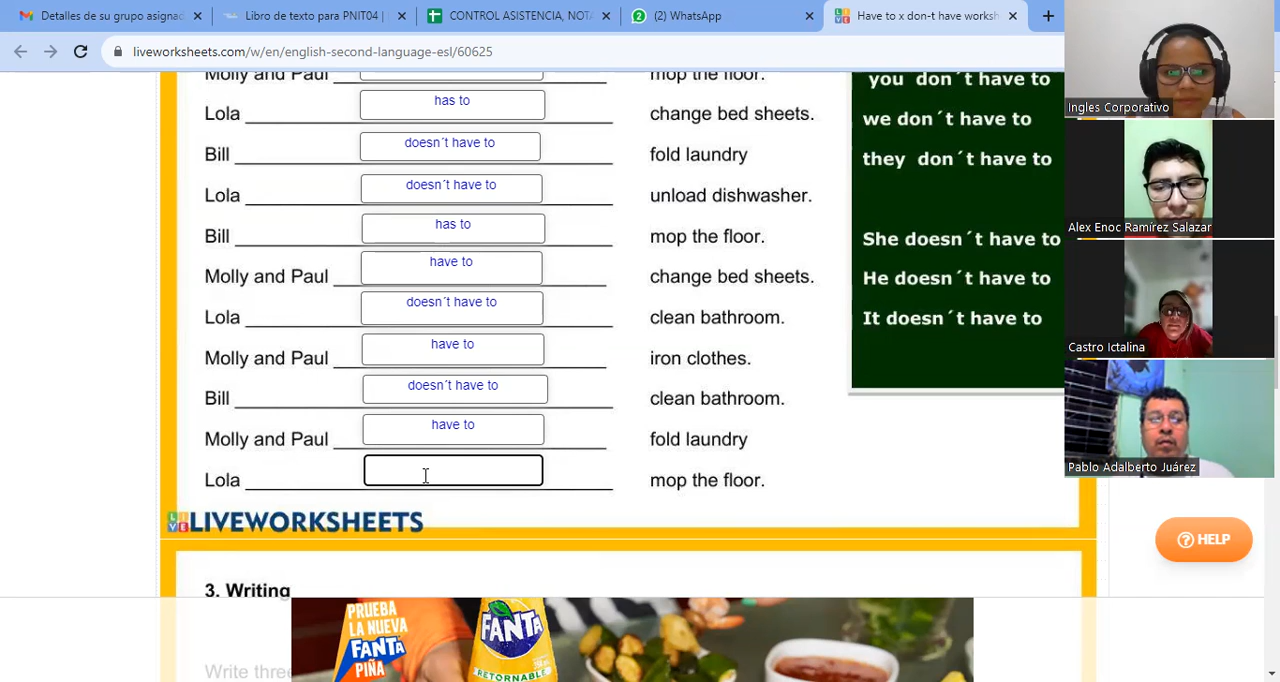 Detalles de su grupo asignad
Libro de texto para PNIT04 |
CONTROL, ASISTENCIA, NOTA
(2) WhatsApp
Have to x don-t have worksh
liveworksheets.com/w/en/english-second-language-esl/60625
Molly and Paul mop the floor.
Lola has to change bed sheets.
Bill doesn´t have to fold laundry
Lola doesn´t have to unload dishwasher.
Bill has to mop the floor.
Molly and Paul have to change bed sheets.
Lola doesn´t have to clean bathroom.
Molly and Paul have to iron clothes.
Bill doesn´t have to clean bathroom.
Molly and Paul have to fold laundry
Lola mop the floor.
LIVEWORKSHEETS
3. Writing
Write three
you don´t have to
we don´t have to
they don´t have to
She doesn´t have to
He doesn´t have to
It doesn´t have to
Ingles Corporativo
Alex Enoc Ramírez Salazar
Castro Ictalina
Pablo Adalberto Juárez
HELP
PRUEBA
LA NUEVA
FANTA
PIÑA
FANTA
RETORNABLE